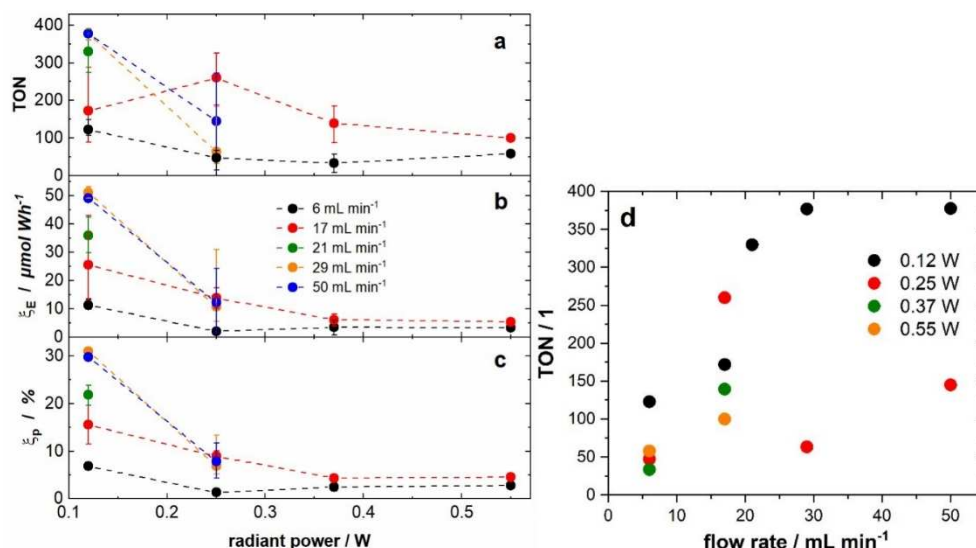 a
400
300
200
100
0
TON
b
50
40
30
20
10
0
ξE / µmol Wh-1
6 mL min-1
17 mL min-1
21 mL min-1
29 mL min-1
50 mL min-1
c
30
20
10
0
ξp / %
0.1 0.2 0.3 0.4 0.5
radiant power / W
d
400
350
300
250
200
150
100
50
0
TON / 1
0.12 W
0.25 W
0.37 W
0.55 W
0 10 20 30 40 50
flow rate / mL min-1